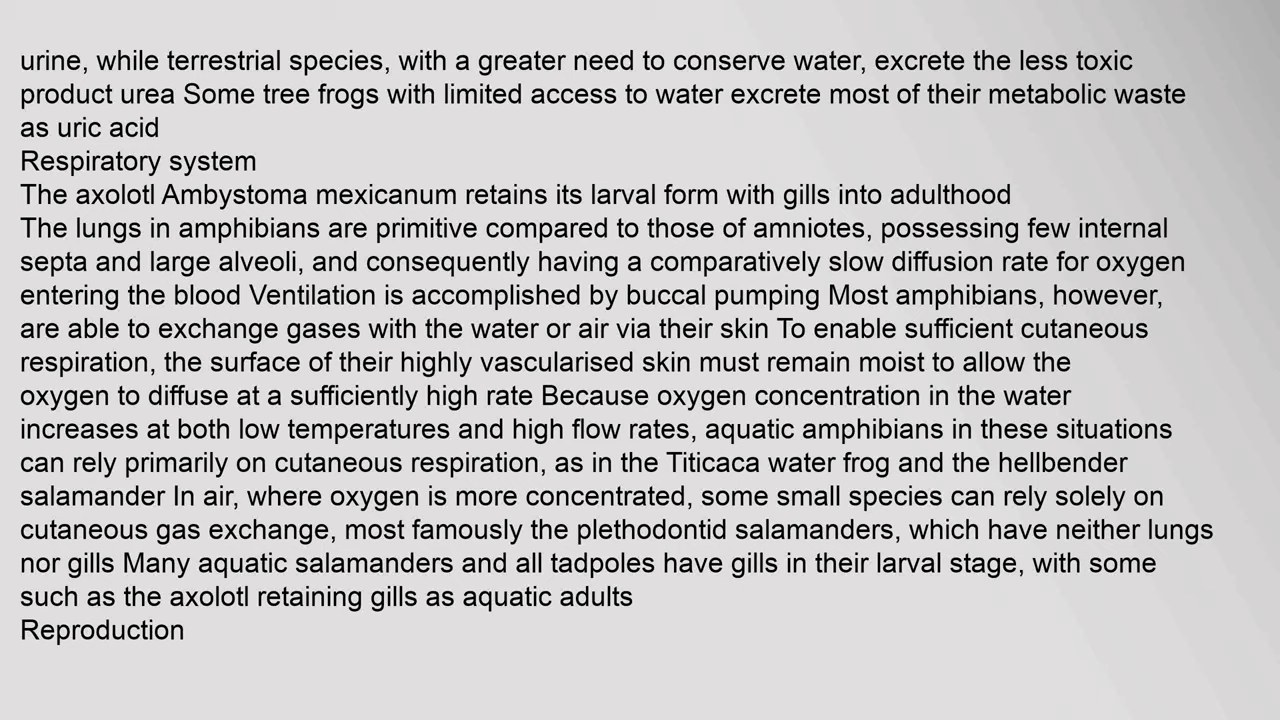 urine, while terrestrial species, with a greater need to conserve water, excrete the less toxic
product urea Some tree frogs with limited access to water excrete most of their metabolic waste
as uric acid
Respiratory system
The axolotl Ambystoma mexicanum retains its larval form with gills into adulthood
The lungs in amphibians are primitive compared to those of amniotes, possessing few internal
septa and large alveoli, and consequently having a comparatively slow diffusion rate for oxygen
entering the blood Ventilation is accomplished by buccal pumping Most amphibians, however,
are able to exchange gases with the water or air via their skin To enable sufficient cutaneous
respiration, the surface of their highly vascularised skin must remain moist to allow the
oxygen to diffuse at a sufficiently high rate Because oxygen concentration in the water
increases at both low temperatures and high flow rates, aquatic amphibians in these situations
can rely primarily on cutaneous respiration, as in the Titicaca water frog and the hellbender
salamander In air, where oxygen is more concentrated, some small species can rely solely on
cutaneous gas exchange, most famously the plethodontid salamanders, which have neither lungs
nor gills Many aquatic salamanders and all tadpoles have gills in their larval stage, with some
such as the axolotl retaining gills as aquatic adults
Reproduction